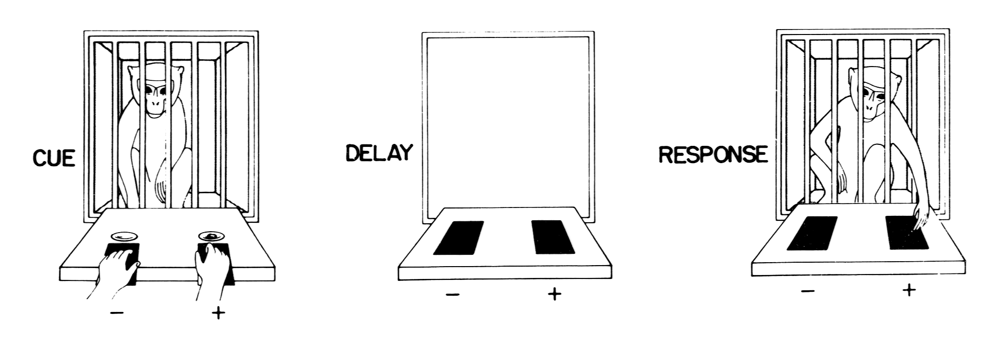 CUE
DELAY
RESPONSE
− +
− +
− +